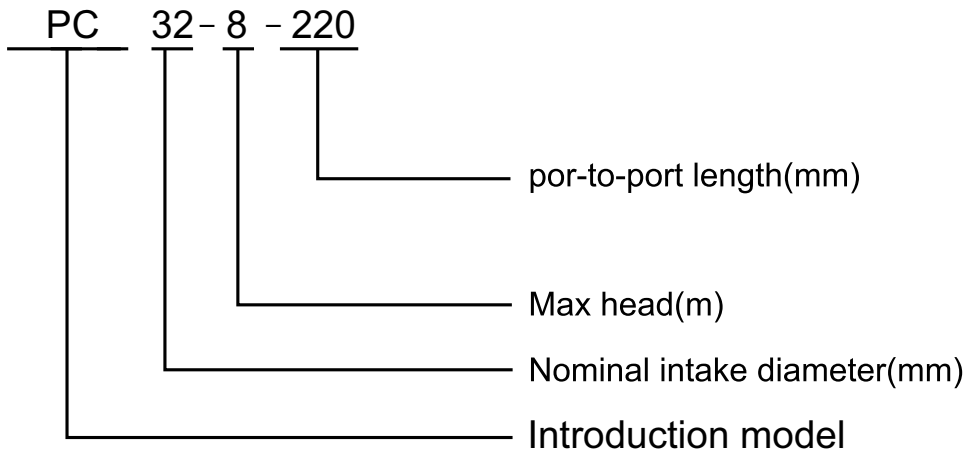 PC 32-8-220
por-to-port length(mm)
Max head(m)
Nominal intake diameter(mm)
Introduction model